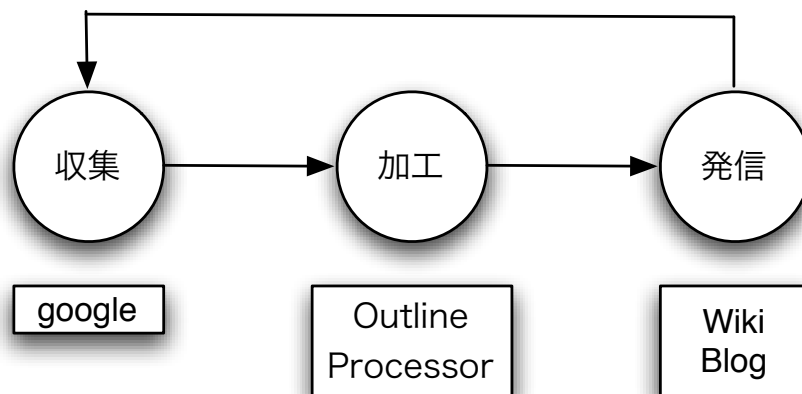 収集
加工
発信
google
Outline
Processor
Wiki
Blog